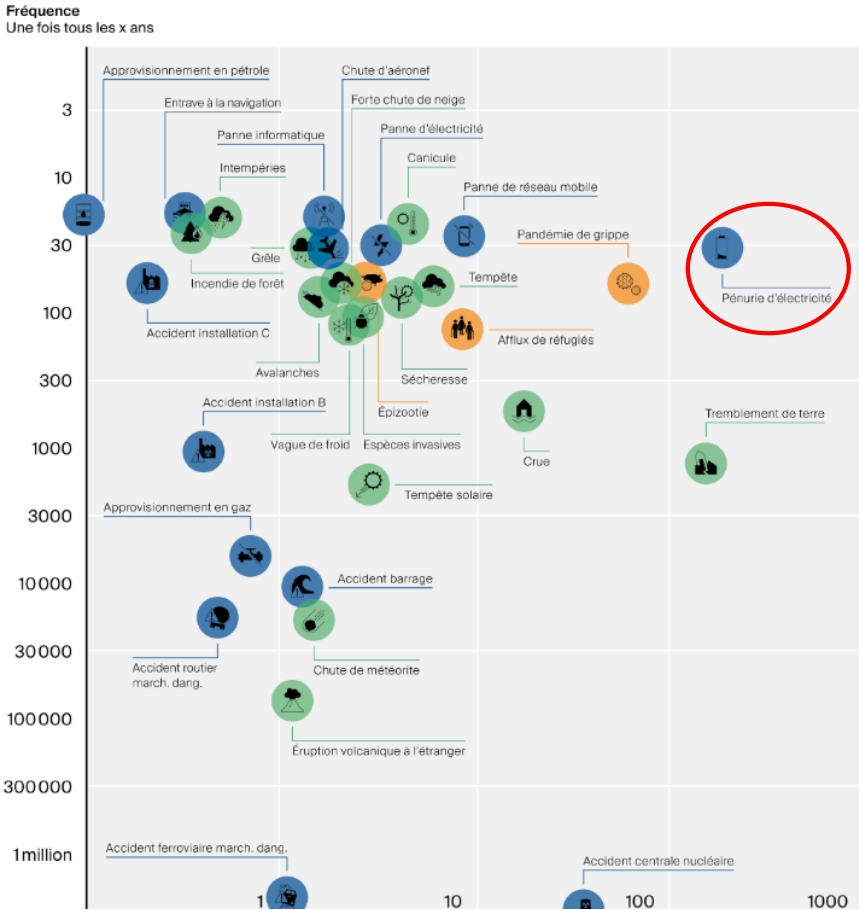 Fréquence
Une fois tous les x ans
Approvisionnement en pétrole
Chute d'aéronef
Entrave à la navigation
Forte chute de neige
3
Panne informatique
Panne d'électricité
Intempéries
Canicule
10
Panne de réseau mobile
Pandémie de grippe
30
Grêle
Incendie de forêt
Tempête
Pénurie d'électricité
100
Accident installation C
Afflux de réfugiés
Avalanches
Sécheresse
300
Accident installation B
Épizootie
Tremblement de terre
Vague de froid
Espèces invasives
1000
Crue
Tempête solaire
Approvisionnement en gaz
3000
10000
Accident barrage
30000
Accident routier
march. dang.
Chute de météorite
100000
Éruption volcanique à l'étranger
300000
1 million
Accident ferroviaire march. dang.
Accident centrale nucléaire
1
10
100
1000